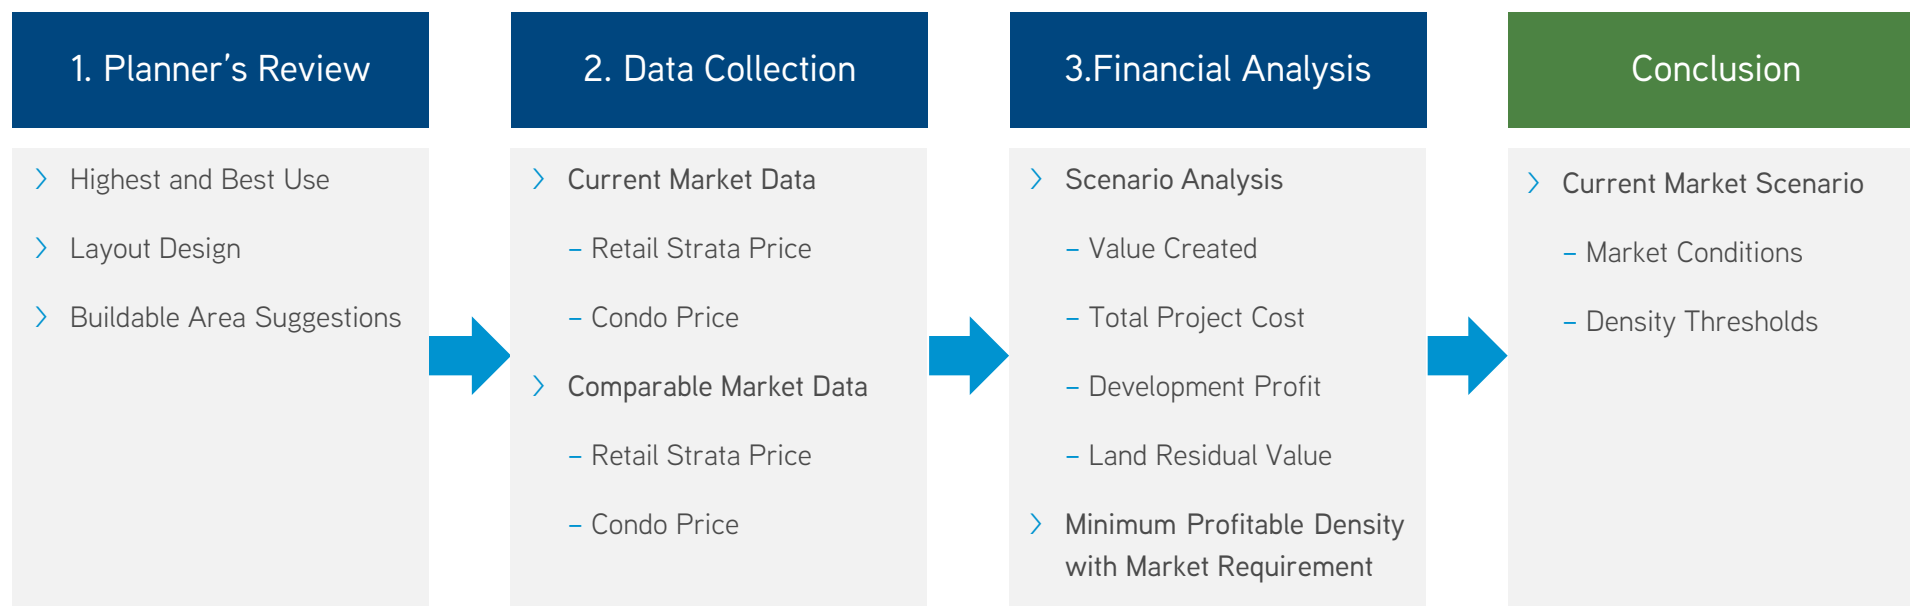 1. Planner’s Review
> Highest and Best Use
> Layout Design
> Buildable Area Suggestions
2. Data Collection
> Current Market Data
– Retail Strata Price
– Condo Price
> Comparable Market Data
– Retail Strata Price
– Condo Price
3.Financial Analysis
> Scenario Analysis
– Value Created
– Total Project Cost
– Development Profit
– Land Residual Value
> Minimum Profitable Density
with Market Requirement
Conclusion
> Current Market Scenario
– Market Conditions
– Density Thresholds